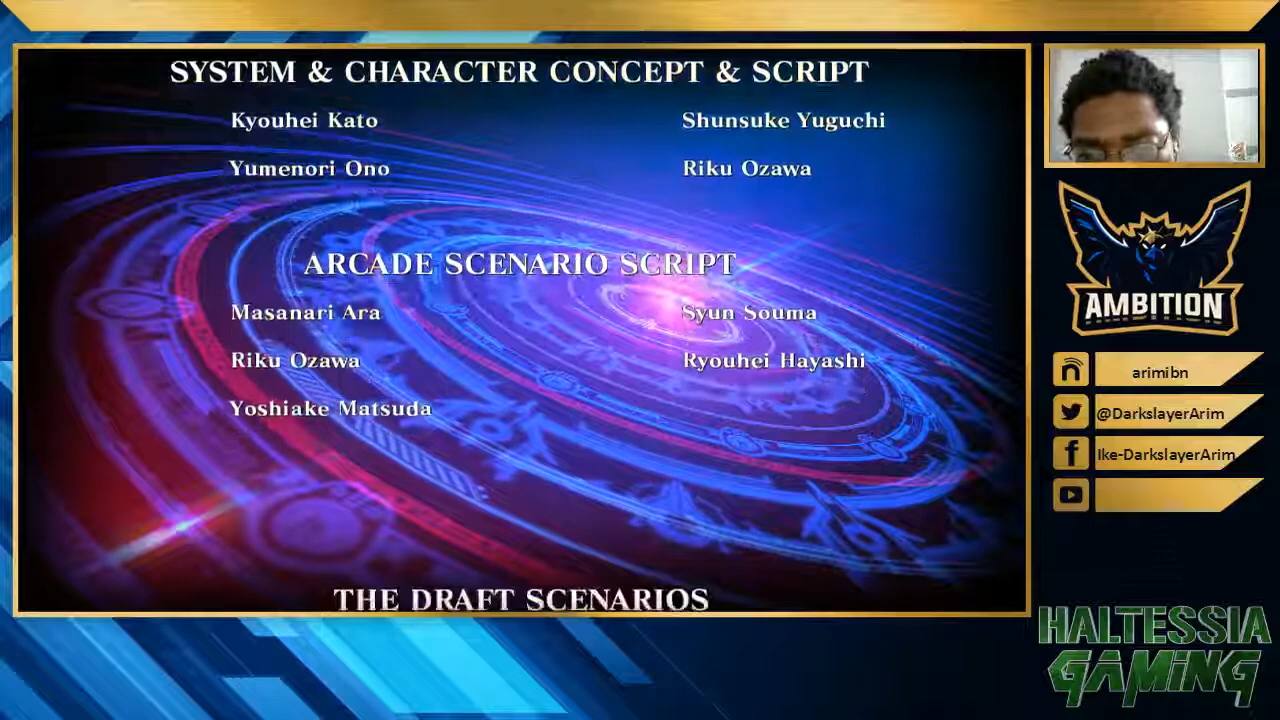 SYSTEM & CHARACTER CONCEPT & SCRIPT
Kyouhei Kato
Shunsuke Yuguchi
Yumenori Ono
Riku Ozawa
ARCADE SCENARIO SCRIPT
Masanari Ara
Syun Souma
Riku Ozawa
Ryouhei Hayashi
Yoshiake Matsuda
THE DRAFT SCENARIOS
AMBITION
arimibn
@DarkslayerArim
Ike-DarkslayerArim
HALTESSIA
GAMING